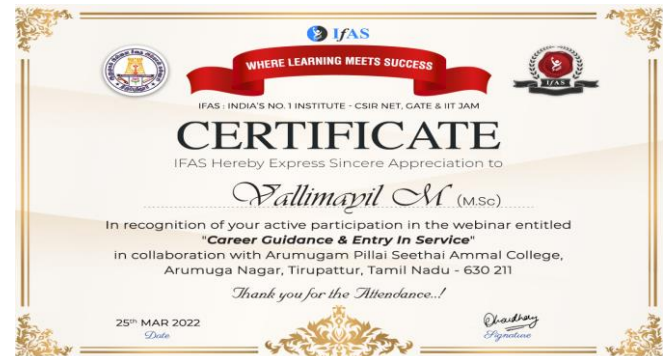 IfAS
WHERE LEARNING MEETS SUCCESS
IFAS : INDIA'S NO. 1 INSTITUTE - CSIR NET, GATE & IIT JAM
IfAS
CERTIFICATE
IFAS Hereby Express Sincere Appreciation to
Vallimayil M (M.Sc)
In recognition of your active participation in the webinar entitled
"Career Guidance & Entry In Service"
in collaboration with Arumugam Pillai Seethai Ammal College,
Arumuga Nagar, Tirupattur, Tamil Nadu - 630 211
Thank you for the Attendance..!
25th MAR 2022
Date
Chaudhary
Signature